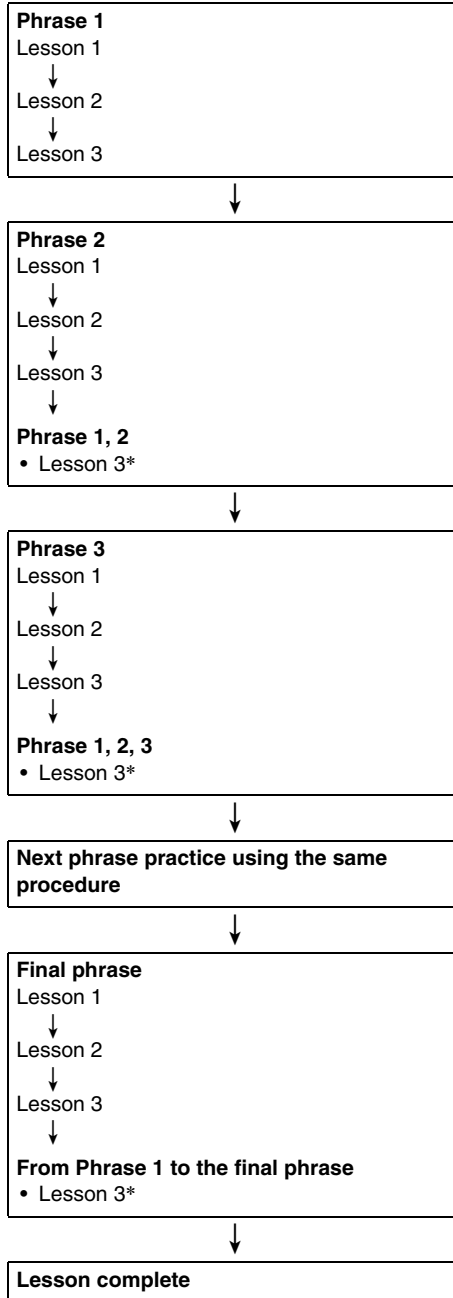 Phrase 1
Lesson 1
Lesson 2
Lesson 3
Phrase 2
Lesson 1
Lesson 2
Lesson 3
Phrase 1, 2
• Lesson 3*
Phrase 3
Lesson 1
Lesson 2
Lesson 3
Phrase 1, 2, 3
• Lesson 3*
Next phrase practice using the same
procedure
Final phrase
Lesson 1
Lesson 2
Lesson 3
From Phrase 1 to the final phrase
• Lesson 3*
Lesson complete